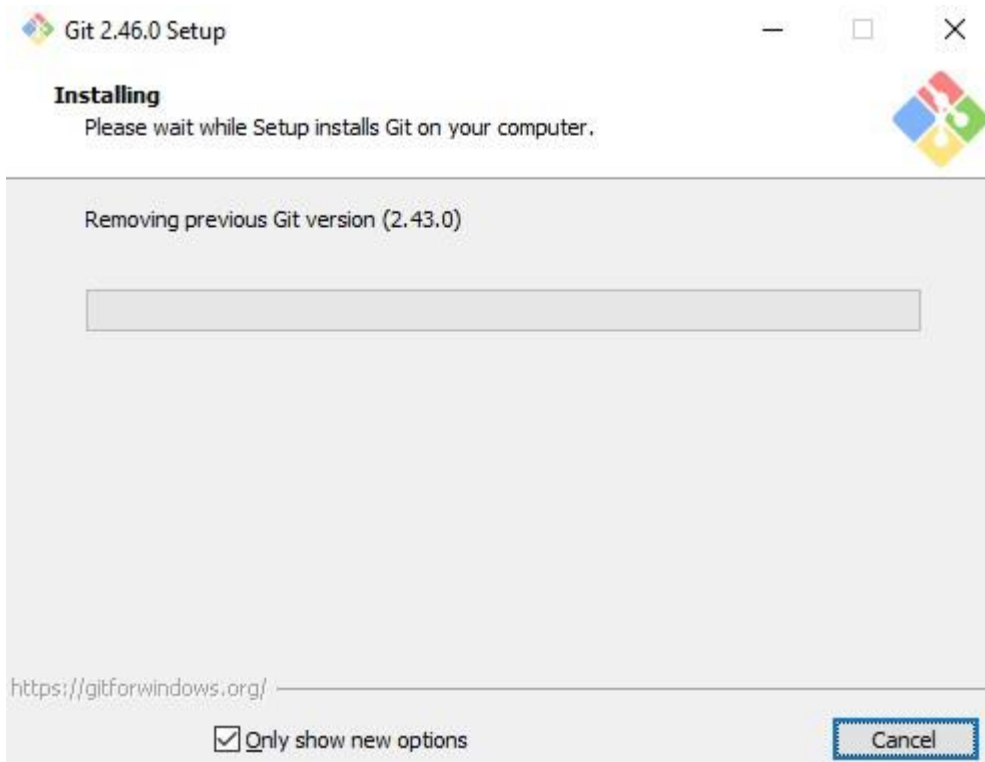 Git 2.46.0 Setup
Installing
Please wait while Setup installs Git on your computer.
Removing previous Git version (2.43.0)
https://gitforwindows.org/
Only show new options
Cancel